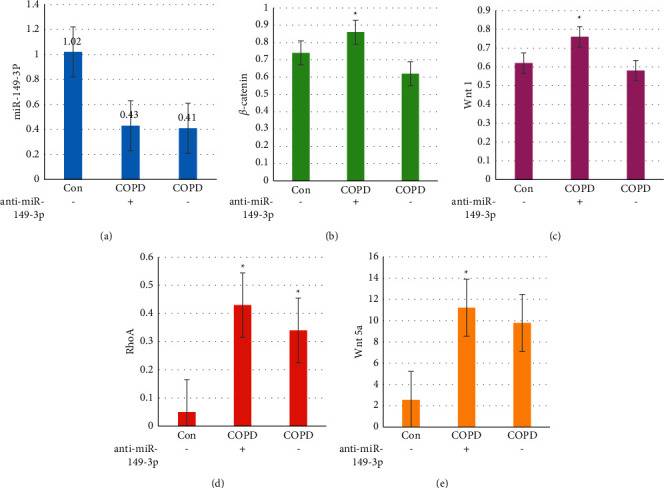 1.4
1.2
1
0.8
0.6
0.4
0.2
0
miR-149-3P
1.02
0.43
0.41
Con COPD COPD
anti-miR-
149-3p
- + -
(a)
1
0.9
0.8
0.7
0.6
0.5
0.4
0.3
0.2
0.1
0
β-catenin
*
Con COPD COPD
anti-miR-
149-3p
- + -
(b)
0.9
0.8
0.7
0.6
0.5
0.4
0.3
0.2
0.1
0
Wnt 1
*
Con COPD COPD
anti-miR-
149-3p
- + -
(c)
0.6
0.5
0.4
0.3
0.2
0.1
0
RhoA
*
*
Con COPD COPD
anti-miR-
149-3p
- + -
(d)
16
14
12
10
8
6
4
2
0
Wnt 5a
*
Con COPD COPD
anti-miR-
149-3p
- + -
(e)